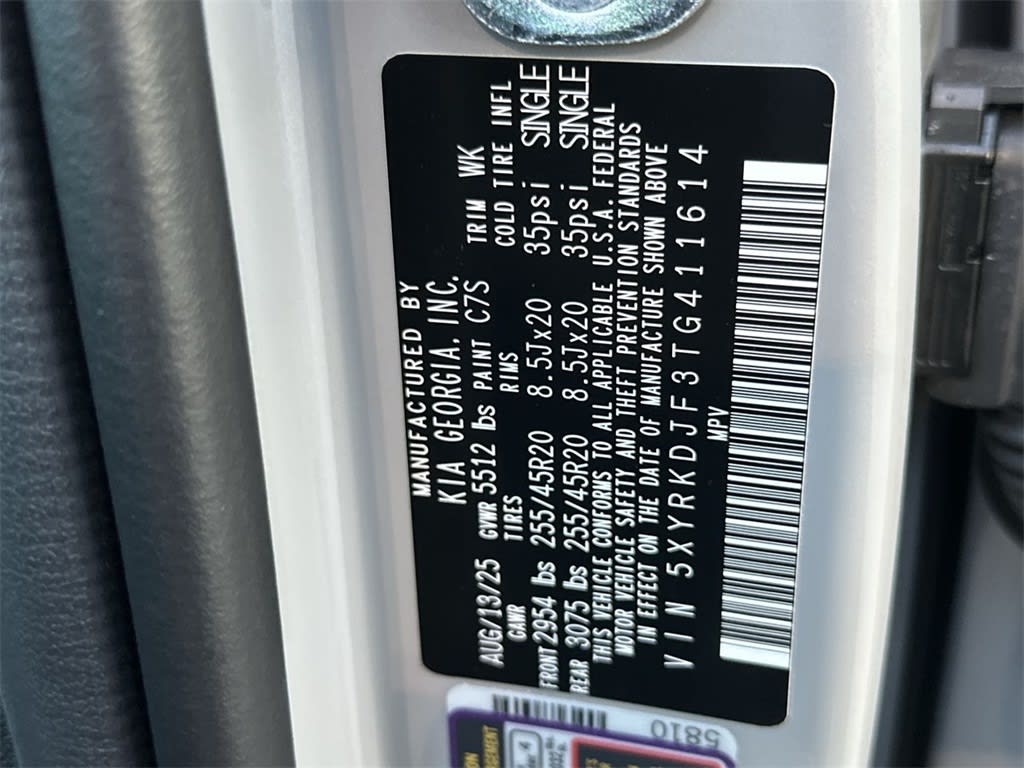 MANUFACTURED BY
KIA GEORGIA, INC.
AUG/13/25 GVWR 5512 lbs PAINT C7S TRIM WK
GAWR TIRES RIMS COLD TIRE INFL
FRONT 2954 lbs 255/45R20 8.5Jx20 35psi SINGLE
REAR 3075 lbs 255/45R20 8.5Jx20 35psi SINGLE
THIS VEHICLE CONFORMS TO ALL APPLICABLE U.S.A. FEDERAL
MOTOR VEHICLE SAFETY AND THEFT PREVENTION STANDARDS
IN EFFECT ON THE DATE OF MANUFACTURE SHOWN ABOVE
VIN 5XYRKDJF3TG411614
MPV
5810